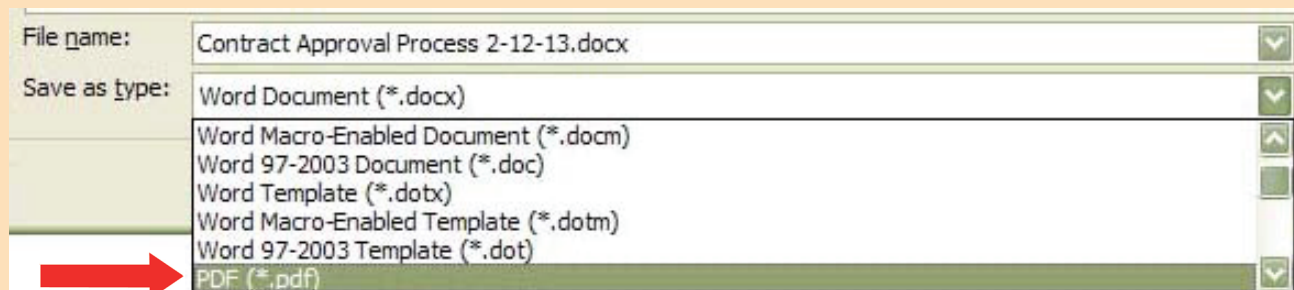 File name: Contract Approval Process 2-12-13.docx
Save as type: Word Document (*.docx)
Word Macro-Enabled Document (*.docm)
Word 97-2003 Document (*.doc)
Word Template (*.dotx)
Word Macro-Enabled Template (*.dotm)
Word 97-2003 Template (*.dot)
PDF (*.pdf)